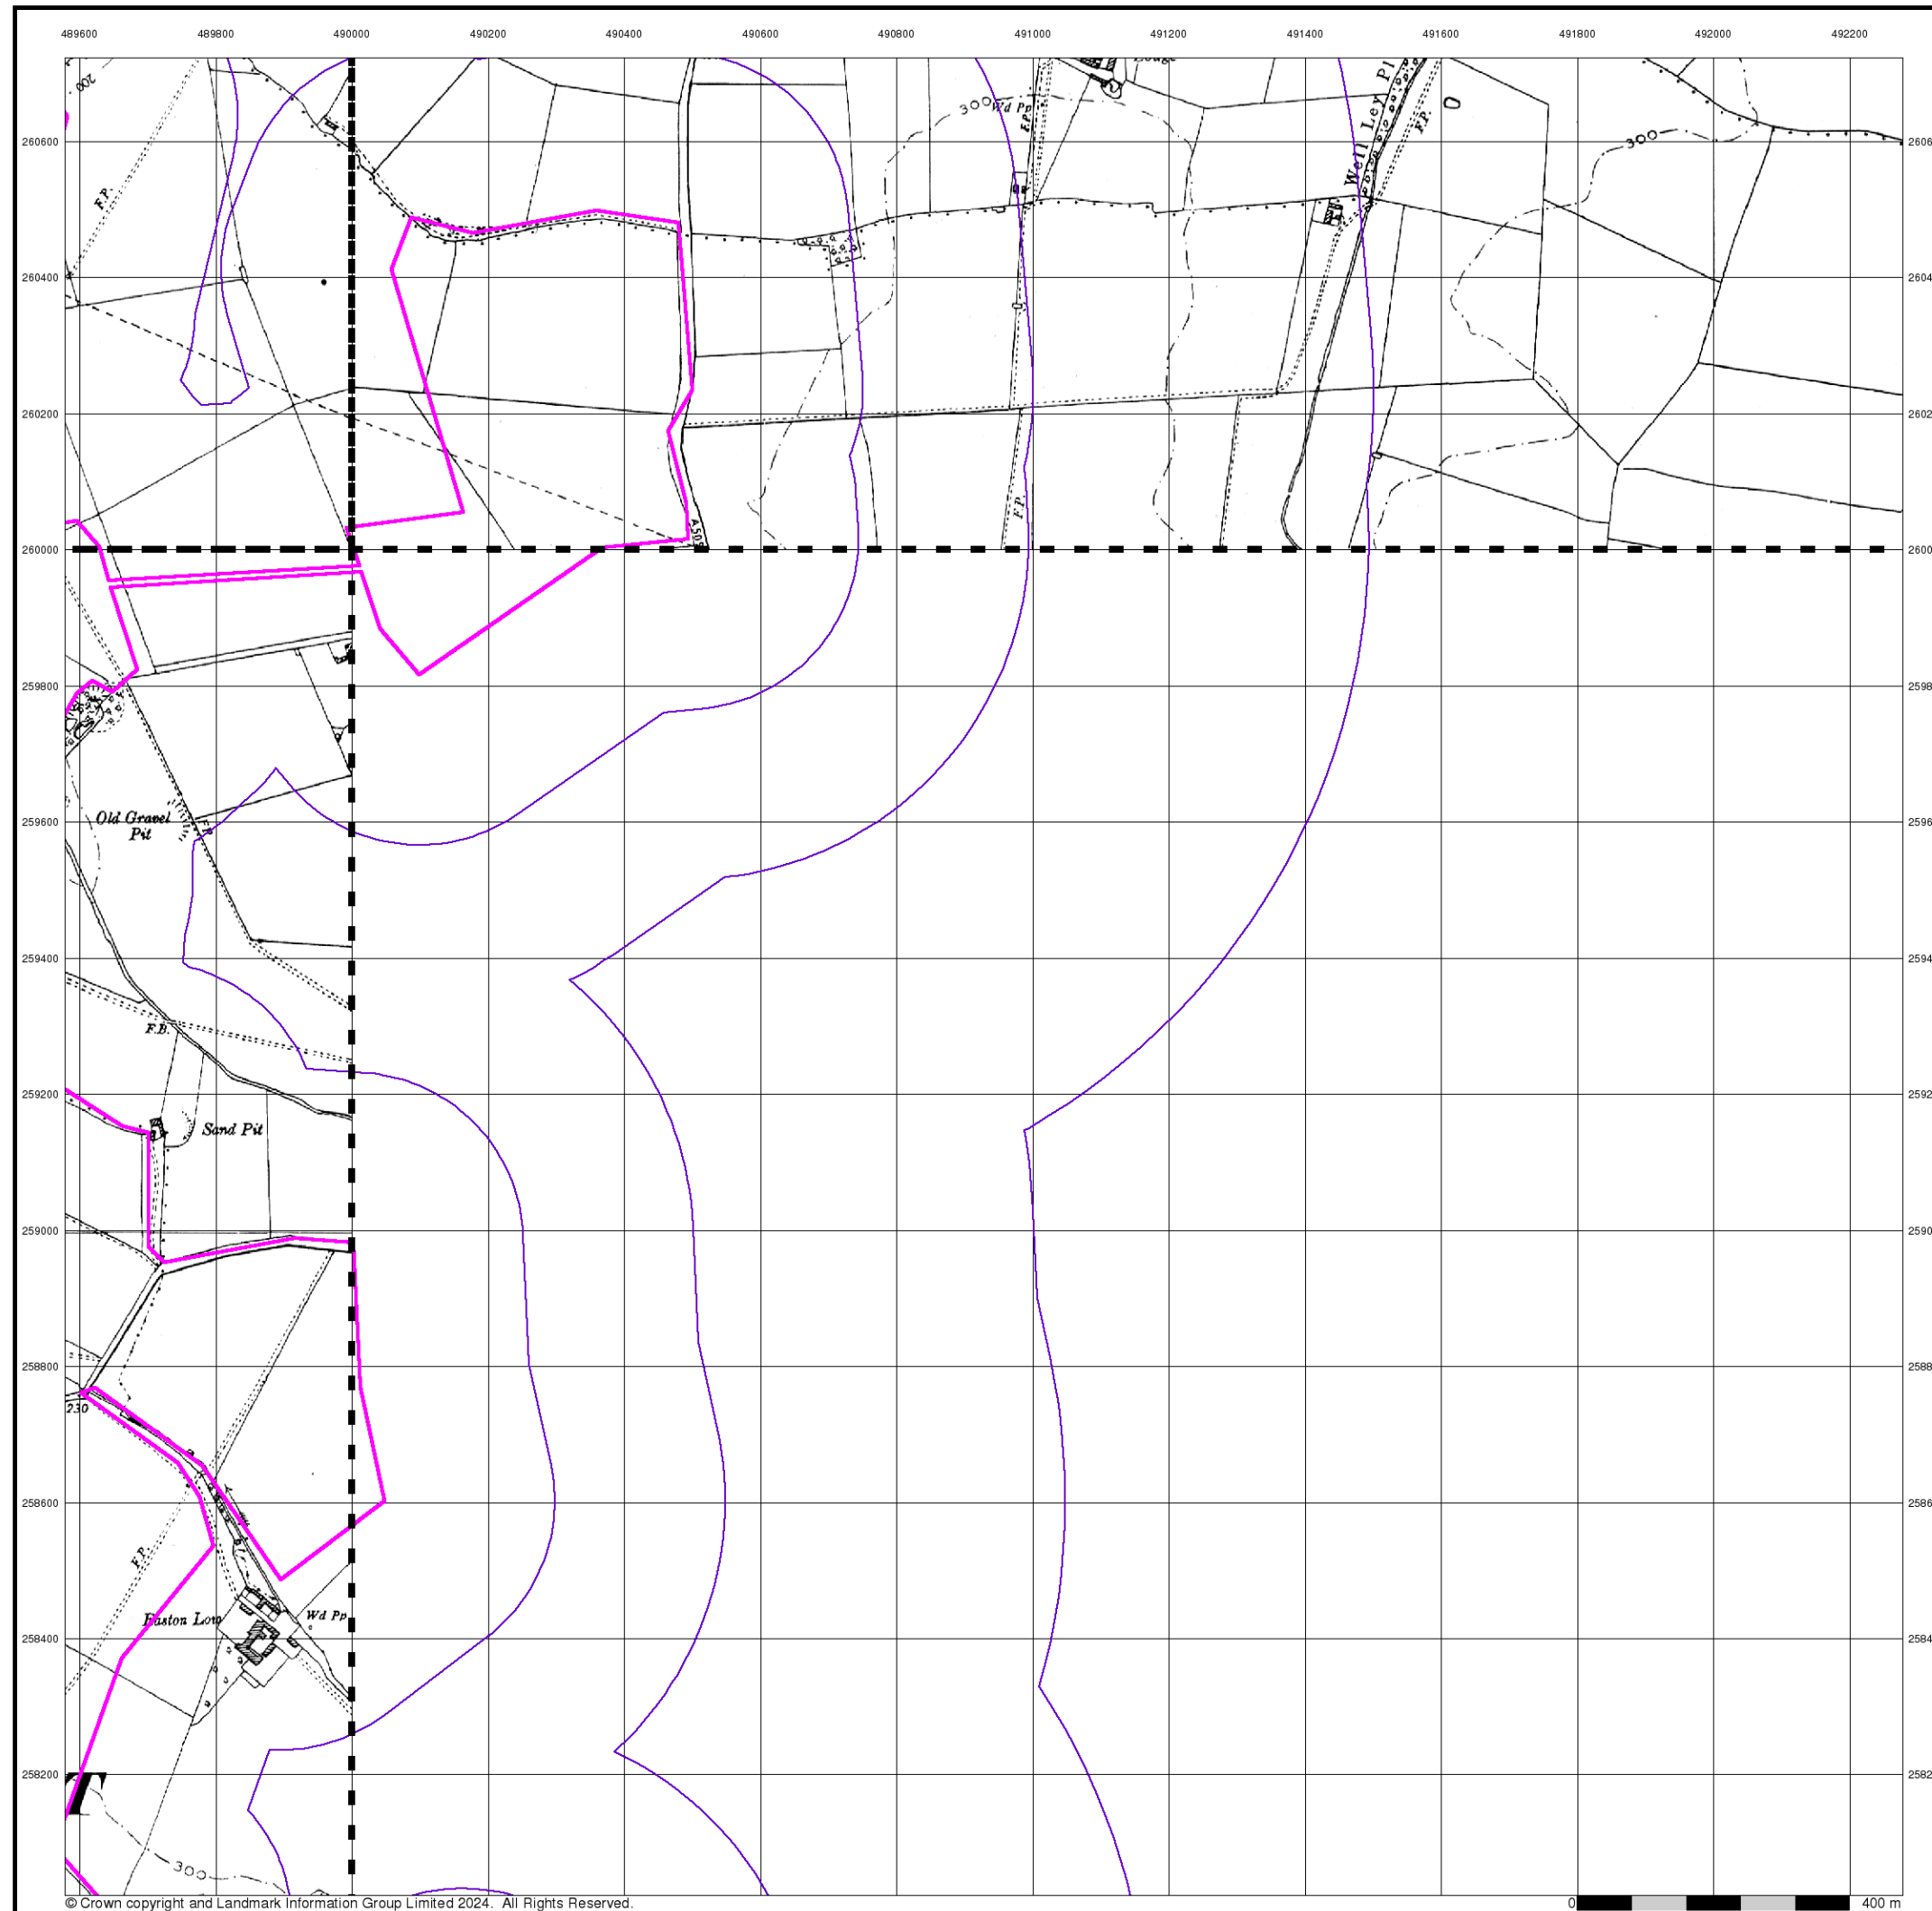 489600 489800 490000 490200 490400 490600 490800 491000 491200 491400 491600 491800 492000 492200
200
300
Wd Pp
F.P.
Well Ley Pl
F.P.
300
260600
F.P.
260400
260200
F.P.
260000
259800
Old Gravel
Pit
259600
259400
F.B.
259200
Sand Pit
259000
258800
230
258600
F.P.
Easton Low
Wd Pp
258400
258200
T
300
© Crown copyright and Landmark Information Group Limited 2024. All Rights Reserved.
0 400 m